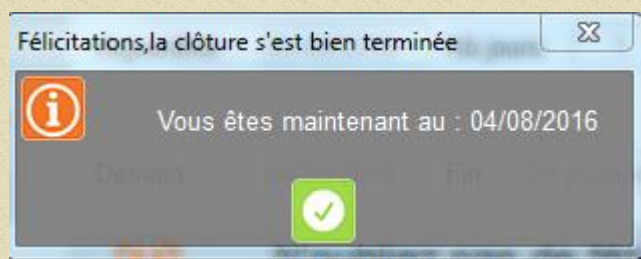 Félicitations,la clôture s'est bien terminée
Vous êtes maintenant au : 04/08/2016